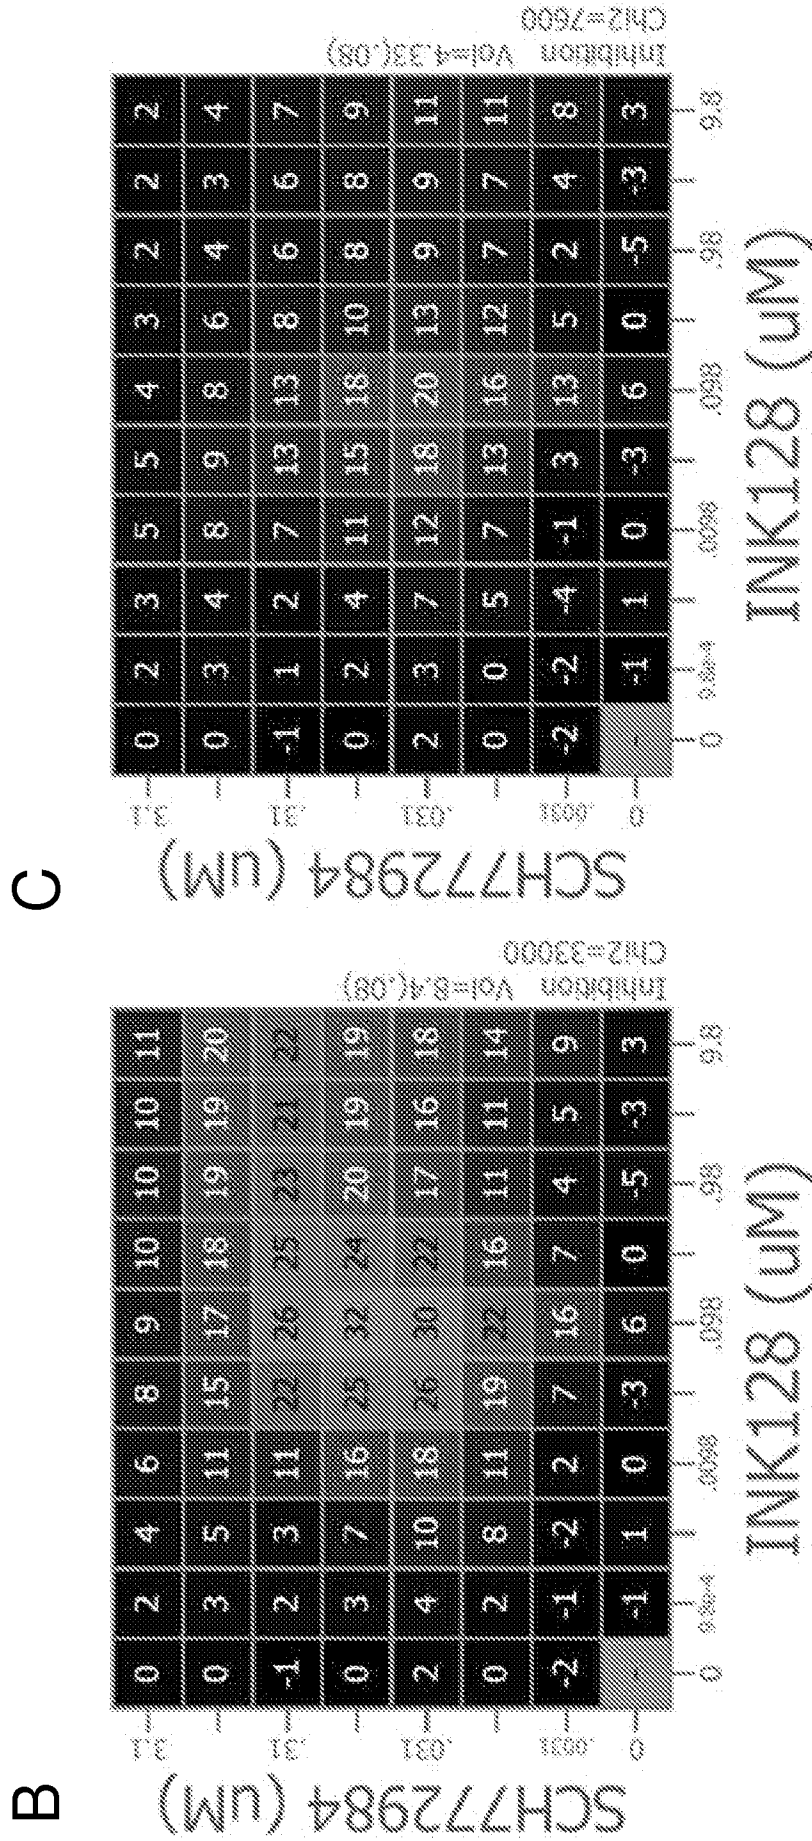 B
SCH772984 (uM)
3.1 0 2 4 6 8 9 10 10 10 11
0 3 5 11 15 17 18 19 19 20
.31 -1 2 3 11 22 26 25 23 21 22
0 3 7 16 25 32 24 20 19 19
.031 2 4 10 18 26 30 22 17 16 18
0 2 8 11 19 22 16 11 11 14
.0031 -2 -1 -2 2 7 16 7 4 5 9
0 - -1 1 0 -3 6 0 -5 -3 3
0 9.8e-4 .0098 .098 .98 9.8
INK128 (uM)
Inhibition Vol=8.4(.08)
Chi2=33000
C
SCH772984 (uM)
3.1 0 2 3 5 5 4 3 2 2 2
0 3 4 8 9 8 6 4 3 4
.31 -1 1 2 7 13 13 8 6 6 7
0 2 4 11 15 18 10 8 8 9
.031 2 3 7 12 18 20 13 9 9 11
0 0 5 7 13 16 12 7 7 11
.0031 -2 -2 -4 -1 3 13 5 2 4 8
0 - -1 1 0 -3 6 0 -5 -3 3
0 9.8e-4 .0098 .098 .98 9.8
INK128 (uM)
Inhibition Vol=4.33(.08)
Chi2=7600